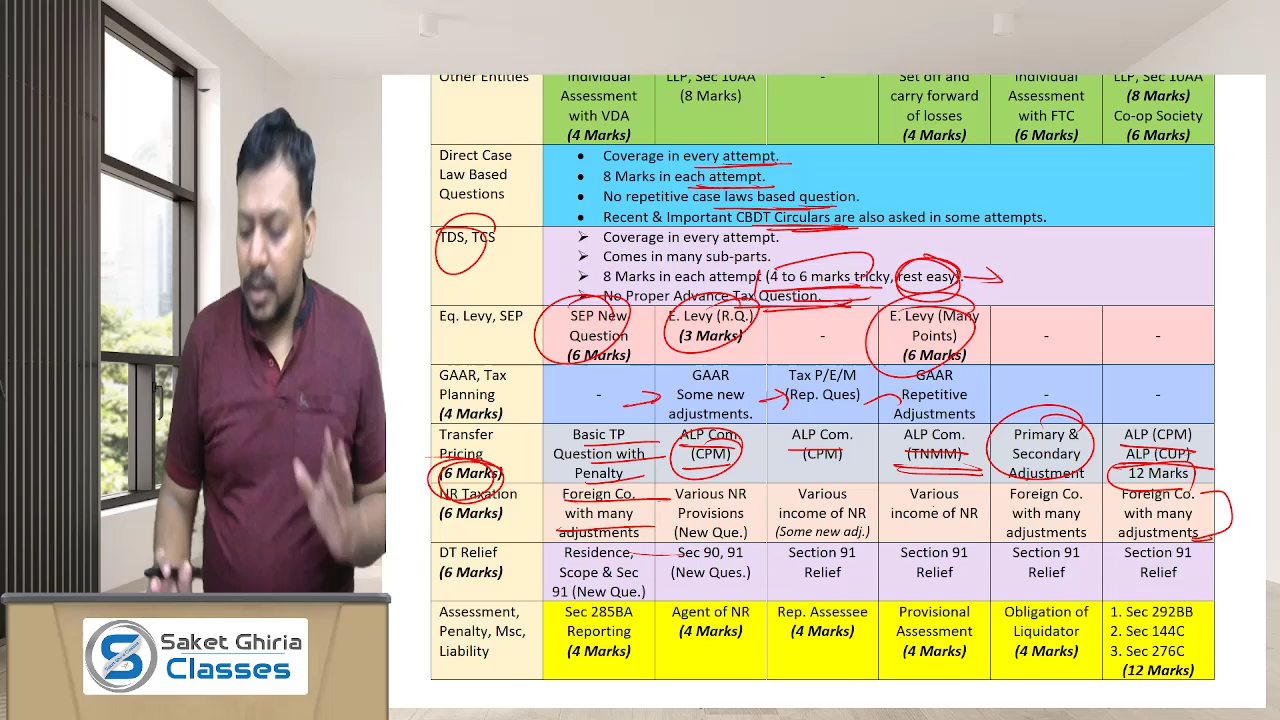 Other Entities
Individual
Assessment
with VDA
(4 Marks)
LLP, Sec 10AA
(8 Marks)
-
Set off and
carry forward
of losses
(4 Marks)
Individual
Assessment
with FTC
(6 Marks)
LLP, Sec 10AA
(8 Marks)
Co-op Society
(6 Marks)
Direct Case
Law Based
Questions
• Coverage in every attempt.
• 8 Marks in each attempt.
• No repetitive case laws based question.
• Recent & Important CBDT Circulars are also asked in some attempts.
TDS, TCS
➢ Coverage in every attempt.
➢ Comes in many sub-parts.
➢ 8 Marks in each attempt (4 to 6 marks tricky, rest easy).
➢ No Proper Advance Tax Question.
Eq. Levy, SEP
SEP New
Question
(6 Marks)
E. Levy (R.Q.)
(3 Marks)
-
E. Levy (Many
Points)
(6 Marks)
-
-
GAAR, Tax
Planning
(4 Marks)
-
GAAR
Some new
adjustments.
Tax P/E/M
(Rep. Ques)
GAAR
Repetitive
Adjustments
-
-
Transfer
Pricing
(6 Marks)
Basic TP
Question with
Penalty
ALP Com.
(CPM)
ALP Com.
(CPM)
ALP Com.
(TNMM)
Primary &
Secondary
Adjustment
ALP (CPM)
ALP (CUP)
12 Marks
NR Taxation
(6 Marks)
Foreign Co.
with many
adjustments
Various NR
Provisions
(New Que.)
Various
income of NR
(Some new adj.)
Various
income of NR
Foreign Co.
with many
adjustments
Foreign Co.
with many
adjustments
DT Relief
(6 Marks)
Residence,
Scope & Sec
91 (New Que.)
Sec 90, 91
(New Ques.)
Section 91
Relief
Section 91
Relief
Section 91
Relief
Section 91
Relief
Assessment,
Penalty, Msc,
Liability
Sec 285BA
Reporting
(4 Marks)
Agent of NR
(4 Marks)
Rep. Assessee
(4 Marks)
Provisional
Assessment
(4 Marks)
Obligation of
Liquidator
(4 Marks)
1. Sec 292BB
2. Sec 144C
3. Sec 276C
(12 Marks)
Saket Ghiria
Classes